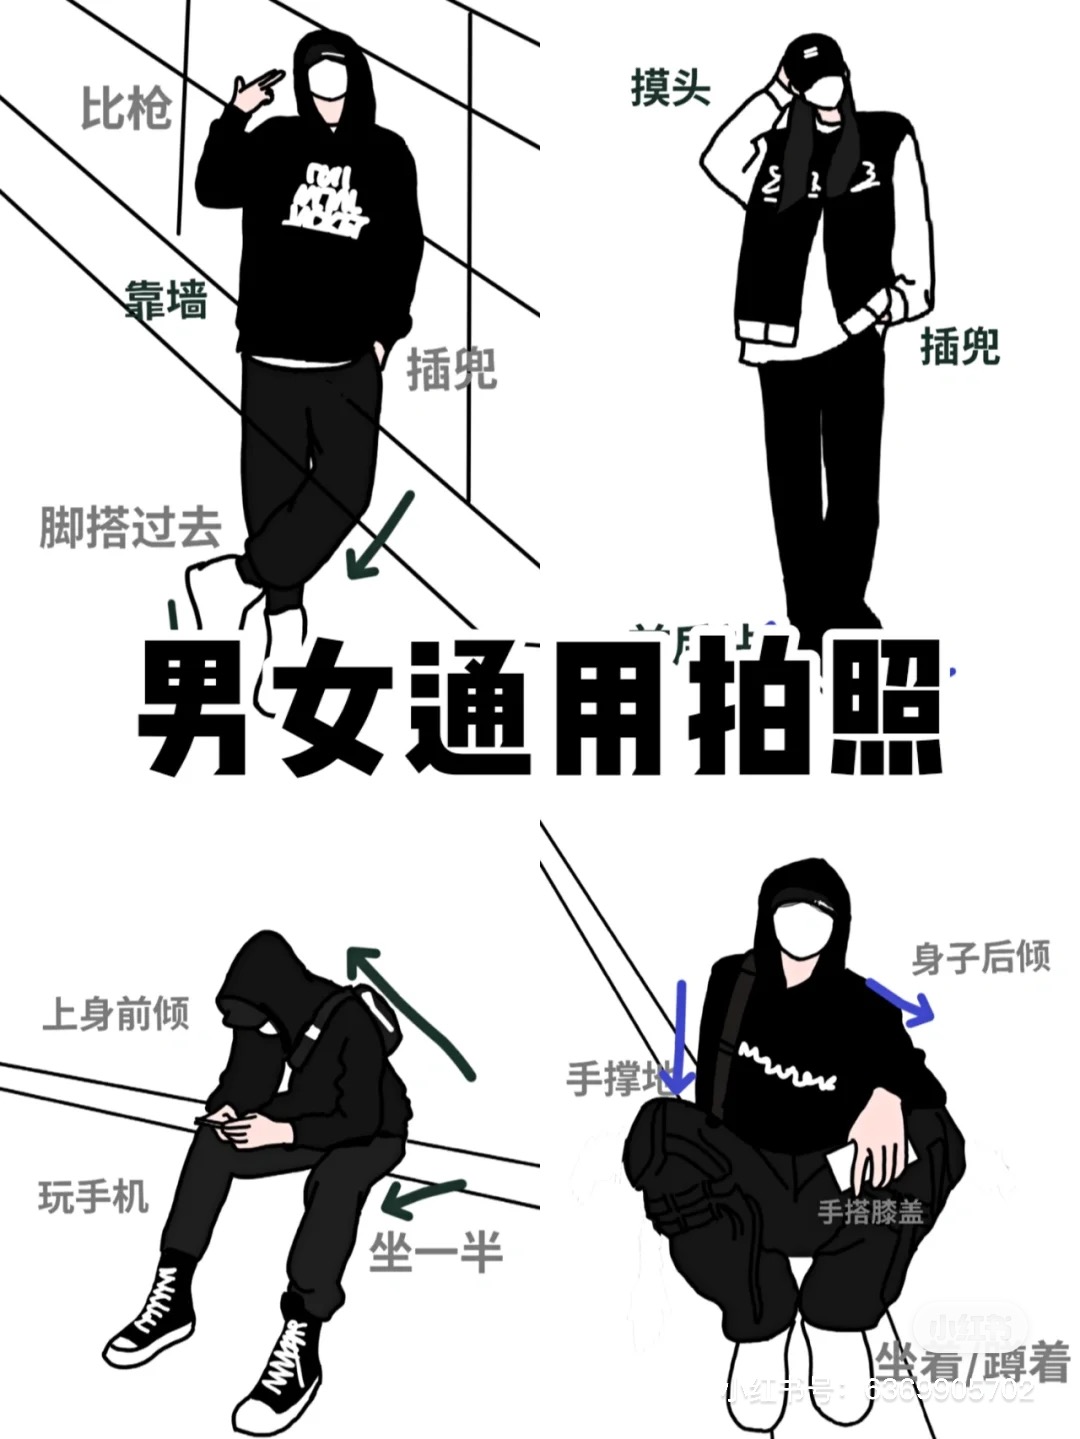 比枪
摸头
靠墙
插兜
插兜
脚搭过去
男女通用拍照
上身前倾
身子后倾
手撑地
玩手机
手搭膝盖
坐一半
小红书
坐着/蹲着
小红书号：6369905702